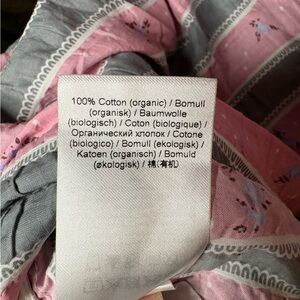 100% Cotton (organic) / Bomull
(organisk) / Baumwolle
(biologisch) / Coton (biologique) /
Органический хлопок / Cotone
(biologico) / Bomull (ekologisk) /
Katoen (organisch) / Bomuld
(økologisk) / 棉(有机)